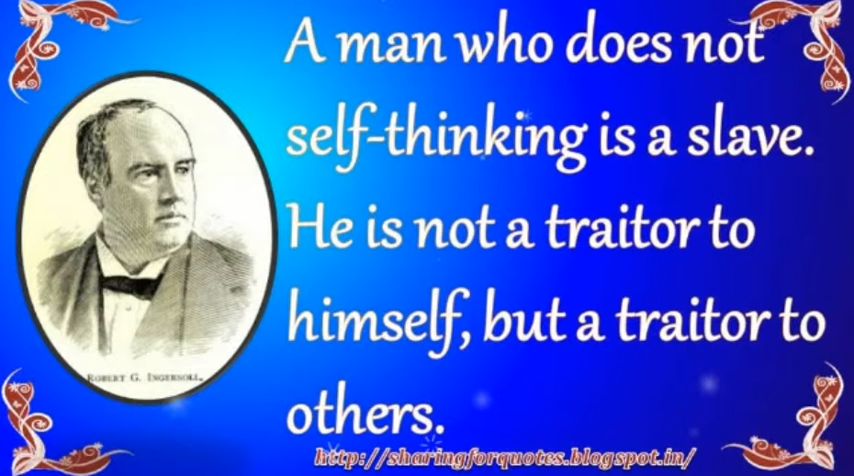 A man who does not
self-thinking is a slave.
He is not a traitor to
himself, but a traitor to
others.
ROBERT G. INGERSOLL.
http://sharingforquotes.blogspot.in/